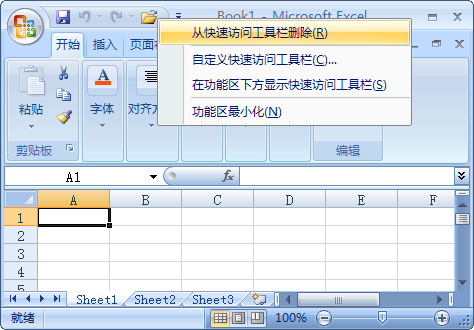 Book1 - Microsoft Excel
从快速访问工具栏删除(R)
自定义快速访问工具栏(C)...
在功能区下方显示快速访问工具栏(S)
功能区最小化(N)
开始 插入 页面
粘贴 字体 对齐方
剪贴板 编辑
A1 fx
A B C D E F
1
2
3
4
5
Sheet1 Sheet2 Sheet3
就绪 100%